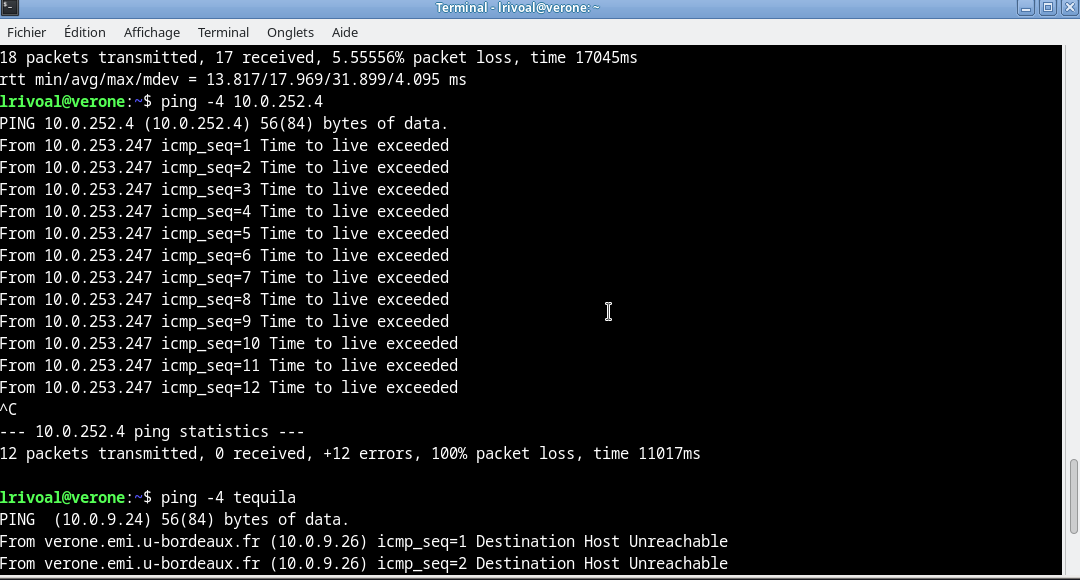 Terminal - lrivoal@verone: ~
Fichier Édition Affichage Terminal Onglets Aide
18 packets transmitted, 17 received, 5.55556% packet loss, time 17045ms
rtt min/avg/max/mdev = 13.817/17.969/31.899/4.095 ms
lrivoal@verone:~$ ping -4 10.0.252.4
PING 10.0.252.4 (10.0.252.4) 56(84) bytes of data.
From 10.0.253.247 icmp_seq=1 Time to live exceeded
From 10.0.253.247 icmp_seq=2 Time to live exceeded
From 10.0.253.247 icmp_seq=3 Time to live exceeded
From 10.0.253.247 icmp_seq=4 Time to live exceeded
From 10.0.253.247 icmp_seq=5 Time to live exceeded
From 10.0.253.247 icmp_seq=6 Time to live exceeded
From 10.0.253.247 icmp_seq=7 Time to live exceeded
From 10.0.253.247 icmp_seq=8 Time to live exceeded
From 10.0.253.247 icmp_seq=9 Time to live exceeded
From 10.0.253.247 icmp_seq=10 Time to live exceeded
From 10.0.253.247 icmp_seq=11 Time to live exceeded
From 10.0.253.247 icmp_seq=12 Time to live exceeded
^C
--- 10.0.252.4 ping statistics ---
12 packets transmitted, 0 received, +12 errors, 100% packet loss, time 11017ms
lrivoal@verone:~$ ping -4 tequila
PING  (10.0.9.24) 56(84) bytes of data.
From verone.emi.u-bordeaux.fr (10.0.9.26) icmp_seq=1 Destination Host Unreachable
From verone.emi.u-bordeaux.fr (10.0.9.26) icmp_seq=2 Destination Host Unreachable